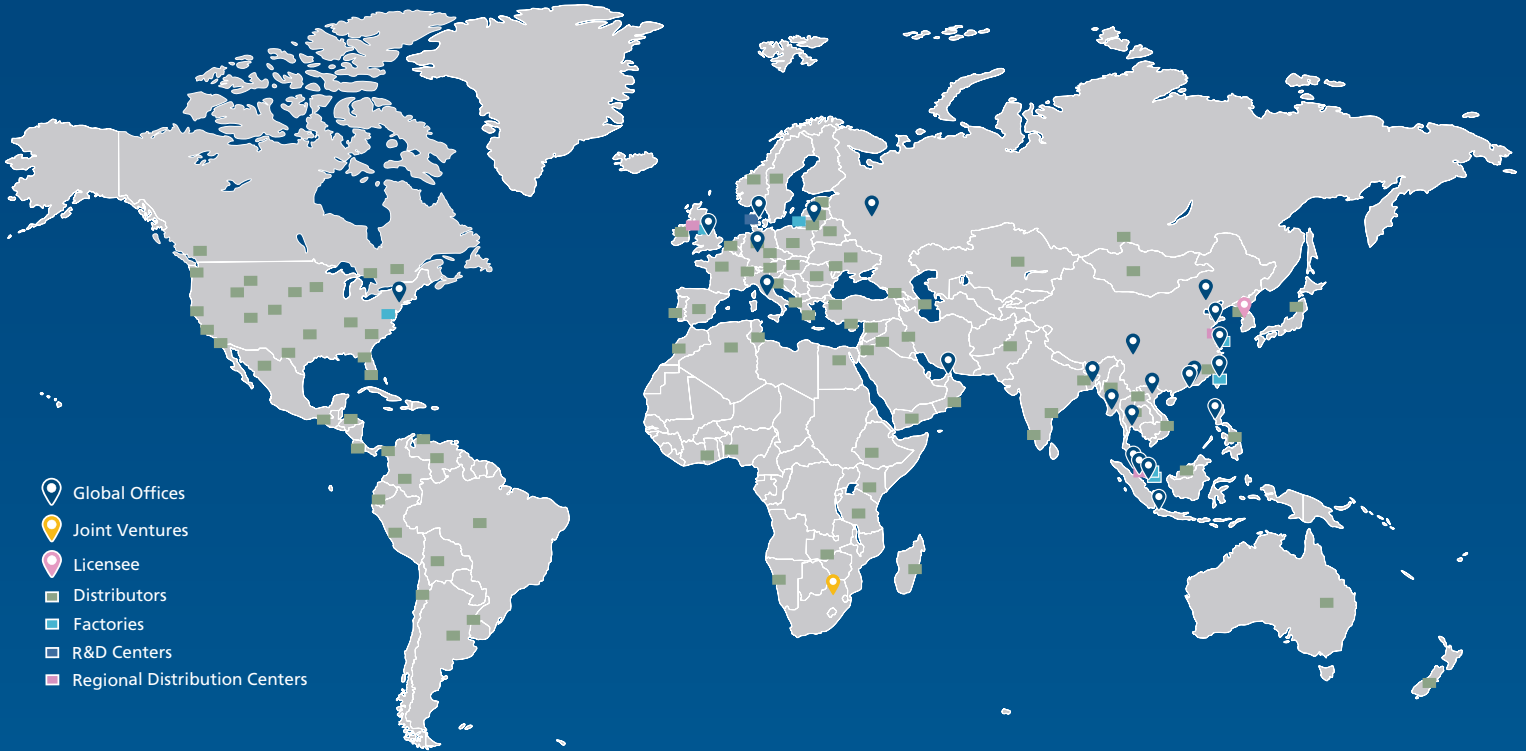 Global Offices
Joint Ventures
Licensee
Distributors
Factories
R&D Centers
Regional Distribution Centers